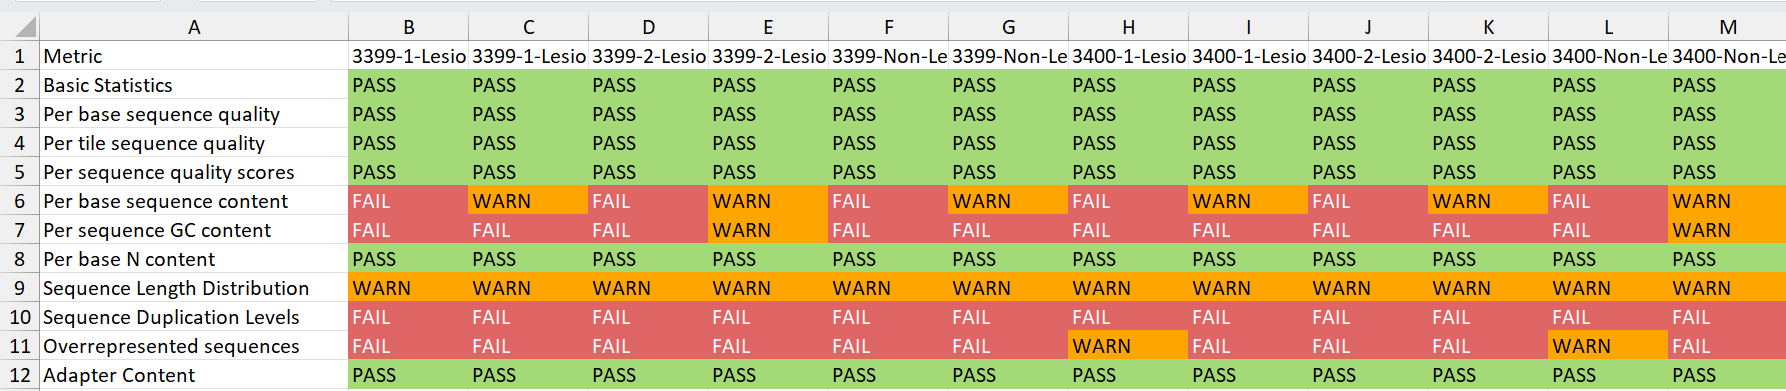 A B C D E F G H I J K L M
1 Metric 3399-1-Lesio 3399-1-Lesio 3399-2-Lesio 3399-2-Lesio 3399-Non-Le 3399-Non-Le 3400-1-Lesio 3400-1-Lesio 3400-2-Lesio 3400-2-Lesio 3400-Non-Le 3400-Non-Le
2 Basic Statistics PASS PASS PASS PASS PASS PASS PASS PASS PASS PASS PASS PASS
3 Per base sequence quality PASS PASS PASS PASS PASS PASS PASS PASS PASS PASS PASS PASS
4 Per tile sequence quality PASS PASS PASS PASS PASS PASS PASS PASS PASS PASS PASS PASS
5 Per sequence quality scores PASS PASS PASS PASS PASS PASS PASS PASS PASS PASS PASS PASS
6 Per base sequence content FAIL WARN FAIL WARN FAIL WARN FAIL WARN FAIL WARN FAIL WARN
7 Per sequence GC content FAIL FAIL FAIL WARN FAIL FAIL FAIL FAIL FAIL FAIL FAIL WARN
8 Per base N content PASS PASS PASS PASS PASS PASS PASS PASS PASS PASS PASS PASS
9 Sequence Length Distribution WARN WARN WARN WARN WARN WARN WARN WARN WARN WARN WARN WARN
10 Sequence Duplication Levels FAIL FAIL FAIL FAIL FAIL FAIL FAIL FAIL FAIL FAIL FAIL FAIL
11 Overrepresented sequences FAIL FAIL FAIL FAIL FAIL FAIL WARN FAIL FAIL FAIL WARN FAIL
12 Adapter Content PASS PASS PASS PASS PASS PASS PASS PASS PASS PASS PASS PASS